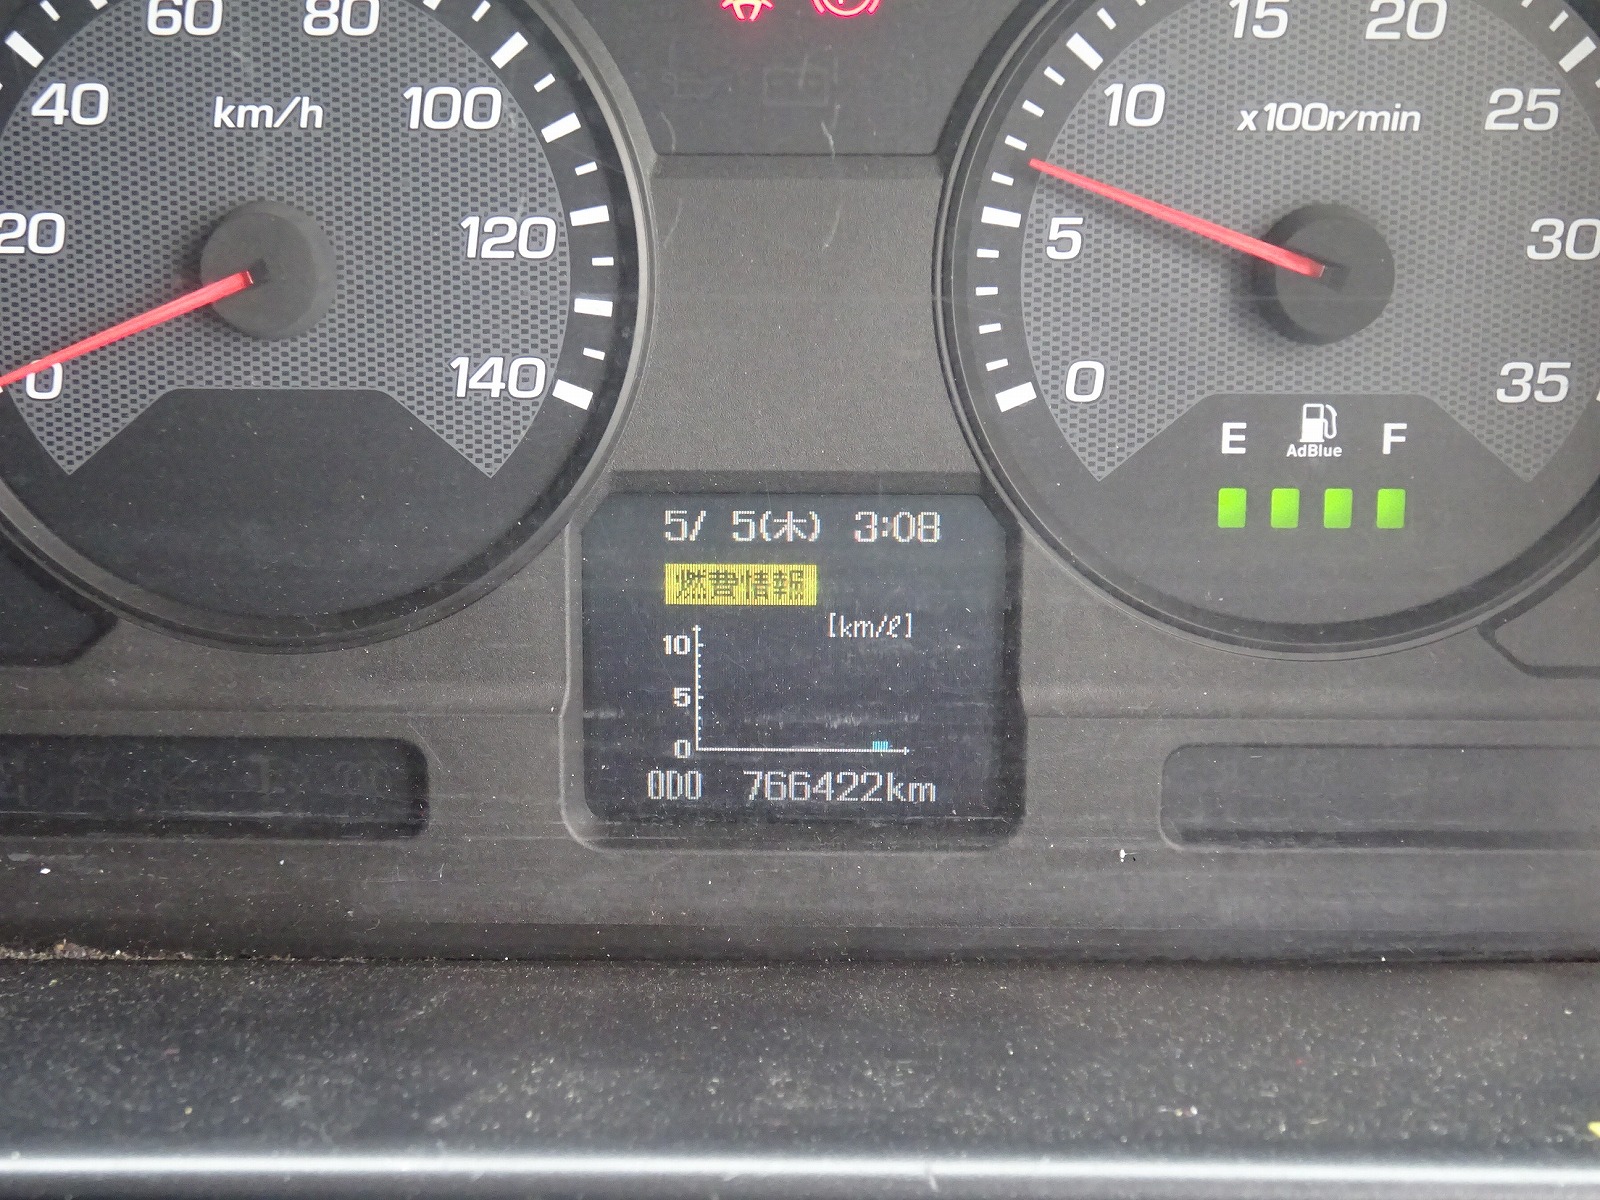 60 80
40 km/h 100
20 120
0 140
15 20
10 x100r/min 25
5 30
0 35
E AdBlue F
5/ 5(木) 3:08
燃費情報
[km/ℓ]
10
5
0
ODO 766422km